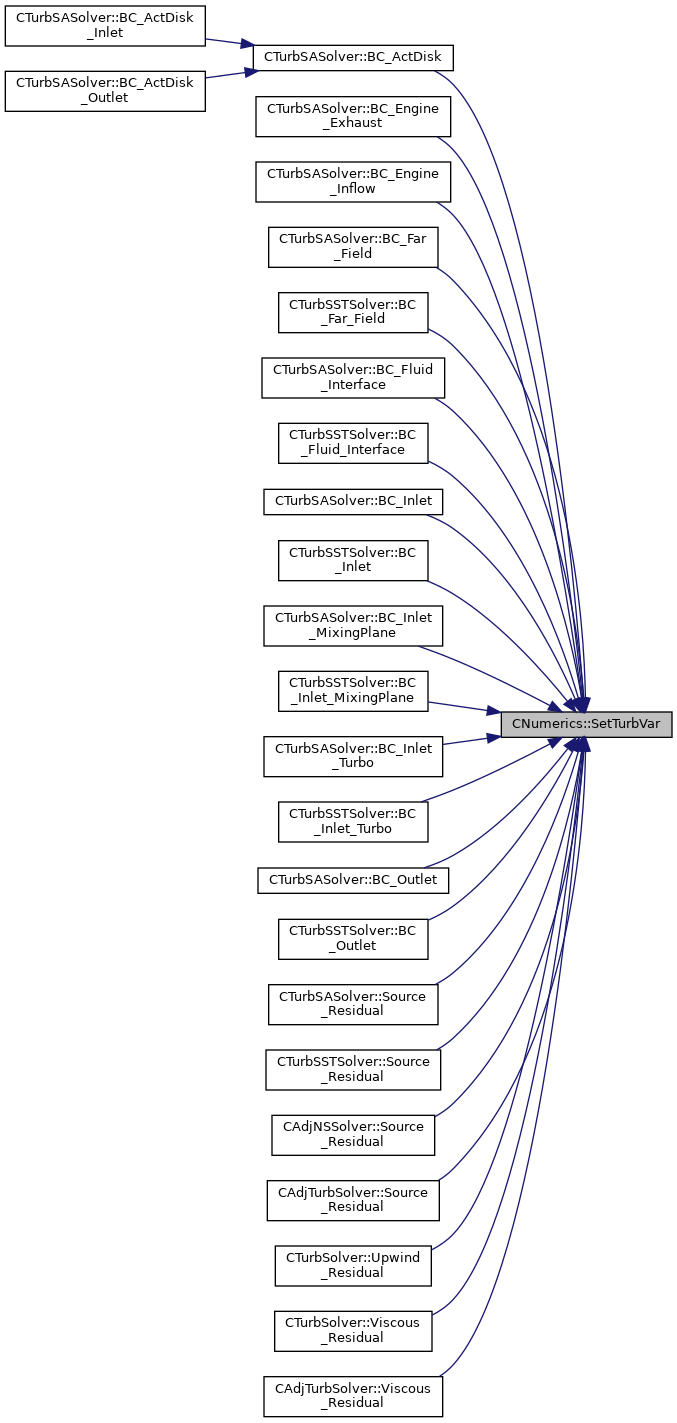 CTurbSASolver::BC_ActDisk
_Inlet
CTurbSASolver::BC_ActDisk
_Outlet
CTurbSASolver::BC_ActDisk
CTurbSASolver::BC_Engine
_Exhaust
CTurbSASolver::BC_Engine
_Inflow
CTurbSASolver::BC_Far
_Field
CTurbSSTSolver::BC
_Far_Field
CTurbSASolver::BC_Fluid
_Interface
CTurbSSTSolver::BC
_Fluid_Interface
CTurbSASolver::BC_Inlet
CTurbSSTSolver::BC
_Inlet
CTurbSASolver::BC_Inlet
_MixingPlane
CTurbSSTSolver::BC
_Inlet_MixingPlane
CNumerics::SetTurbVar
CTurbSASolver::BC_Inlet
_Turbo
CTurbSSTSolver::BC
_Inlet_Turbo
CTurbSASolver::BC_Outlet
CTurbSSTSolver::BC
_Outlet
CTurbSASolver::Source
_Residual
CTurbSSTSolver::Source
_Residual
CAdjNSSolver::Source
_Residual
CAdjTurbSolver::Source
_Residual
CTurbSolver::Upwind
_Residual
CTurbSolver::Viscous
_Residual
CAdjTurbSolver::Viscous
_Residual